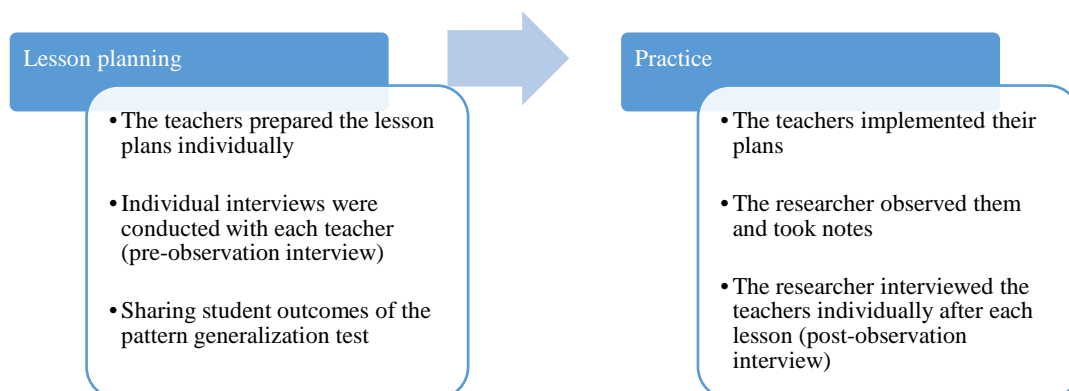 Lesson planning
•The teachers prepared the lesson
plans individually
•Individual interviews were
conducted with each teacher
(pre-observation interview)
•Sharing student outcomes of the
pattern generalization test
Practice
•The teachers implemented their
plans
•The researcher observed them
and took notes
•The researcher interviewed the
teachers individually after each
lesson (post-observation
interview)